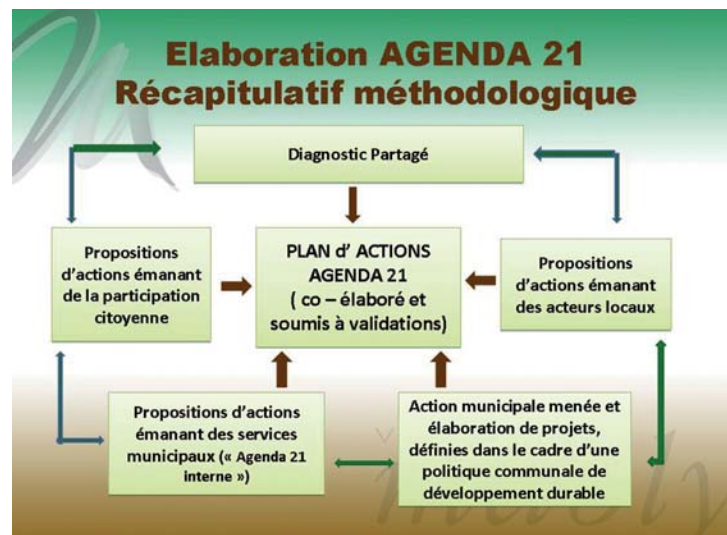 Elaboration AGENDA 21
Récapitulatif méthodologique
Diagnostic Partagé
Propositions
d'actions émanant
de la participation
citoyenne
PLAN d' ACTIONS
AGENDA 21
( co – élaboré et
soumis à validations)
Propositions
d'actions émanant
des acteurs locaux
Propositions d'actions
émanant des services
municipaux (« Agenda 21
interne »)
Action municipale menée et
élaboration de projets,
définies dans le cadre d'une
politique communale de
développement durable